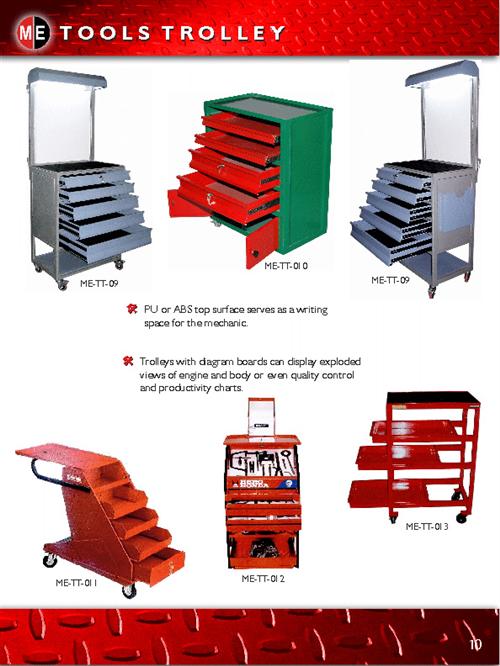 ME TOOLS TROLLEY
ME-TT-09
ME-TT-010
ME-TT-09
PU or ABS top surface serves as a writing
space for the mechanic.
Trolleys with diagram boards can display exploded
views of engine and body or even quality control
and productivity charts.
HERO
HONDA
ME-TT-011
ME-TT-012
ME-TT-013
10